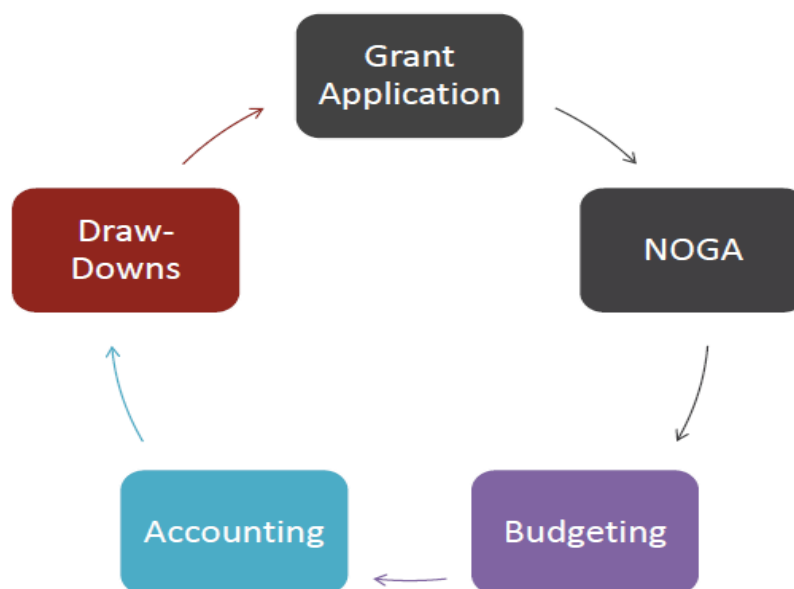 Grant
Application
NOGA
Budgeting
Accounting
Draw-
Downs